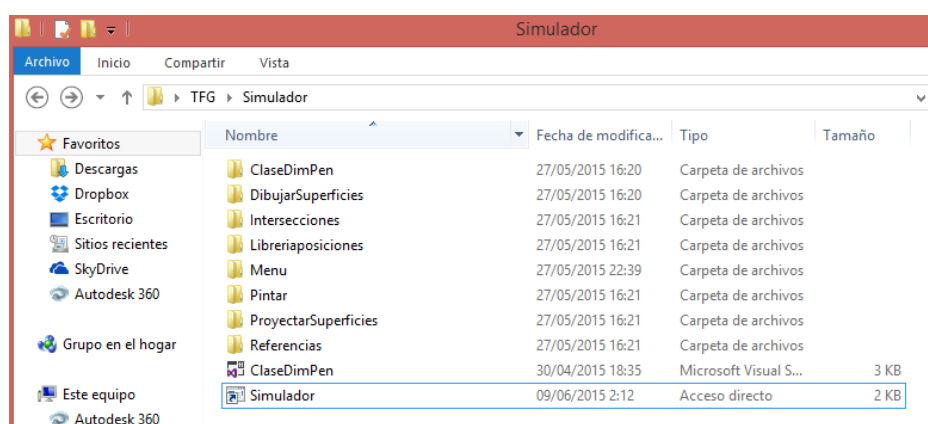 Simulador
Archivo Inicio Compartir Vista
TFG Simulador
Favoritos
Descargas
Dropbox
Escritorio
Sitios recientes
SkyDrive
Autodesk 360
Grupo en el hogar
Este equipo
Autodesk 360
Nombre Fecha de modifica... Tipo Tamaño
ClaseDimPen 27/05/2015 16:20 Carpeta de archivos
DibujarSuperficies 27/05/2015 16:20 Carpeta de archivos
Intersecciones 27/05/2015 16:21 Carpeta de archivos
Libreriaposiciones 27/05/2015 16:21 Carpeta de archivos
Menu 27/05/2015 22:39 Carpeta de archivos
Pintar 27/05/2015 16:21 Carpeta de archivos
ProyectarSuperficies 27/05/2015 16:21 Carpeta de archivos
Referencias 27/05/2015 16:21 Carpeta de archivos
ClaseDimPen 30/04/2015 18:35 Microsoft Visual S... 3 KB
Simulador 09/06/2015 2:12 Acceso directo 2 KB